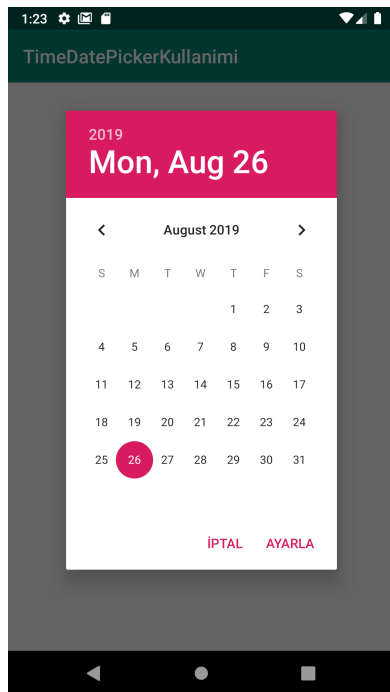 1:23
TimeDatePickerKullanimi
2019
Mon, Aug 26
August 2019
S M T W T F S
1 2 3
4 5 6 7 8 9 10
11 12 13 14 15 16 17
18 19 20 21 22 23 24
25 26 27 28 29 30 31
İPTAL AYARLA